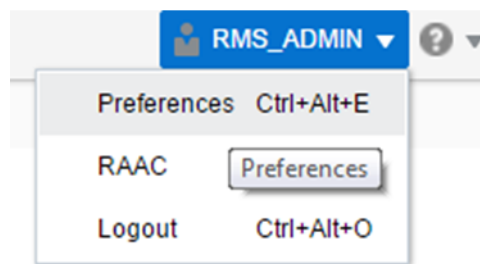 RMS_ADMIN ?
Preferences Ctrl+Alt+E
RAAC
Preferences
Logout Ctrl+Alt+O